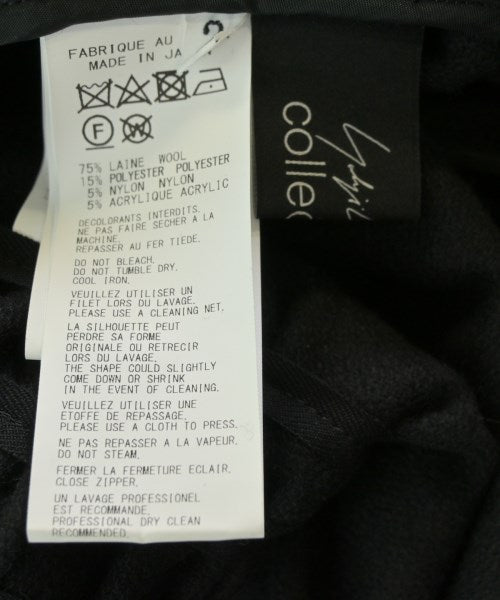 FABRIQUE AU
MADE IN JA
2
F
W
75% LAINE WOOL
15% POLYESTER POLYESTER
5% NYLON NYLON
5% ACRYLIQUE ACRYLIC
DECOLORANTS INTERDITS.
NE PAS FAIRE SECHER A LA
MACHINE.
REPASSER AU FER TIEDE.
DO NOT BLEACH.
DO NOT TUMBLE DRY.
COOL IRON.
VEUILLEZ UTILISER UN
FILET LORS DU LAVAGE.
PLEASE USE A CLEANING NET.
LA SILHOUETTE PEUT
PERDRE SA FORME
ORIGINALE OU RETRECIR
LORS DU LAVAGE.
THE SHAPE COULD SLIGHTLY
COME DOWN OR SHRINK
IN THE EVENT OF CLEANING.
VEUILLEZ UTILISER UNE
ETOFFE DE REPASSAGE.
PLEASE USE A CLOTH TO PRESS.
NE PAS REPASSER A LA VAPEUR.
DO NOT STEAM.
FERMER LA FERMETURE ECLAIR.
CLOSE ZIPPER.
UN LAVAGE PROFESSIONEL
EST RECOMMANDE.
PROFESSIONAL DRY CLEAN
RECOMMENDED.
collec